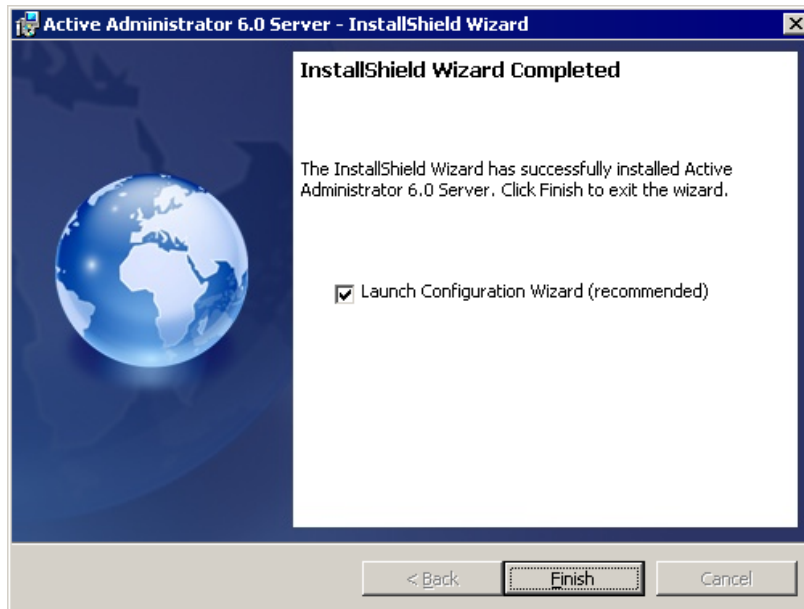 Active Administrator 6.0 Server - InstallShield Wizard
InstallShield Wizard Completed
The InstallShield Wizard has successfully installed Active
Administrator 6.0 Server. Click Finish to exit the wizard.
Launch Configuration Wizard (recommended)
< Back
Finish
Cancel